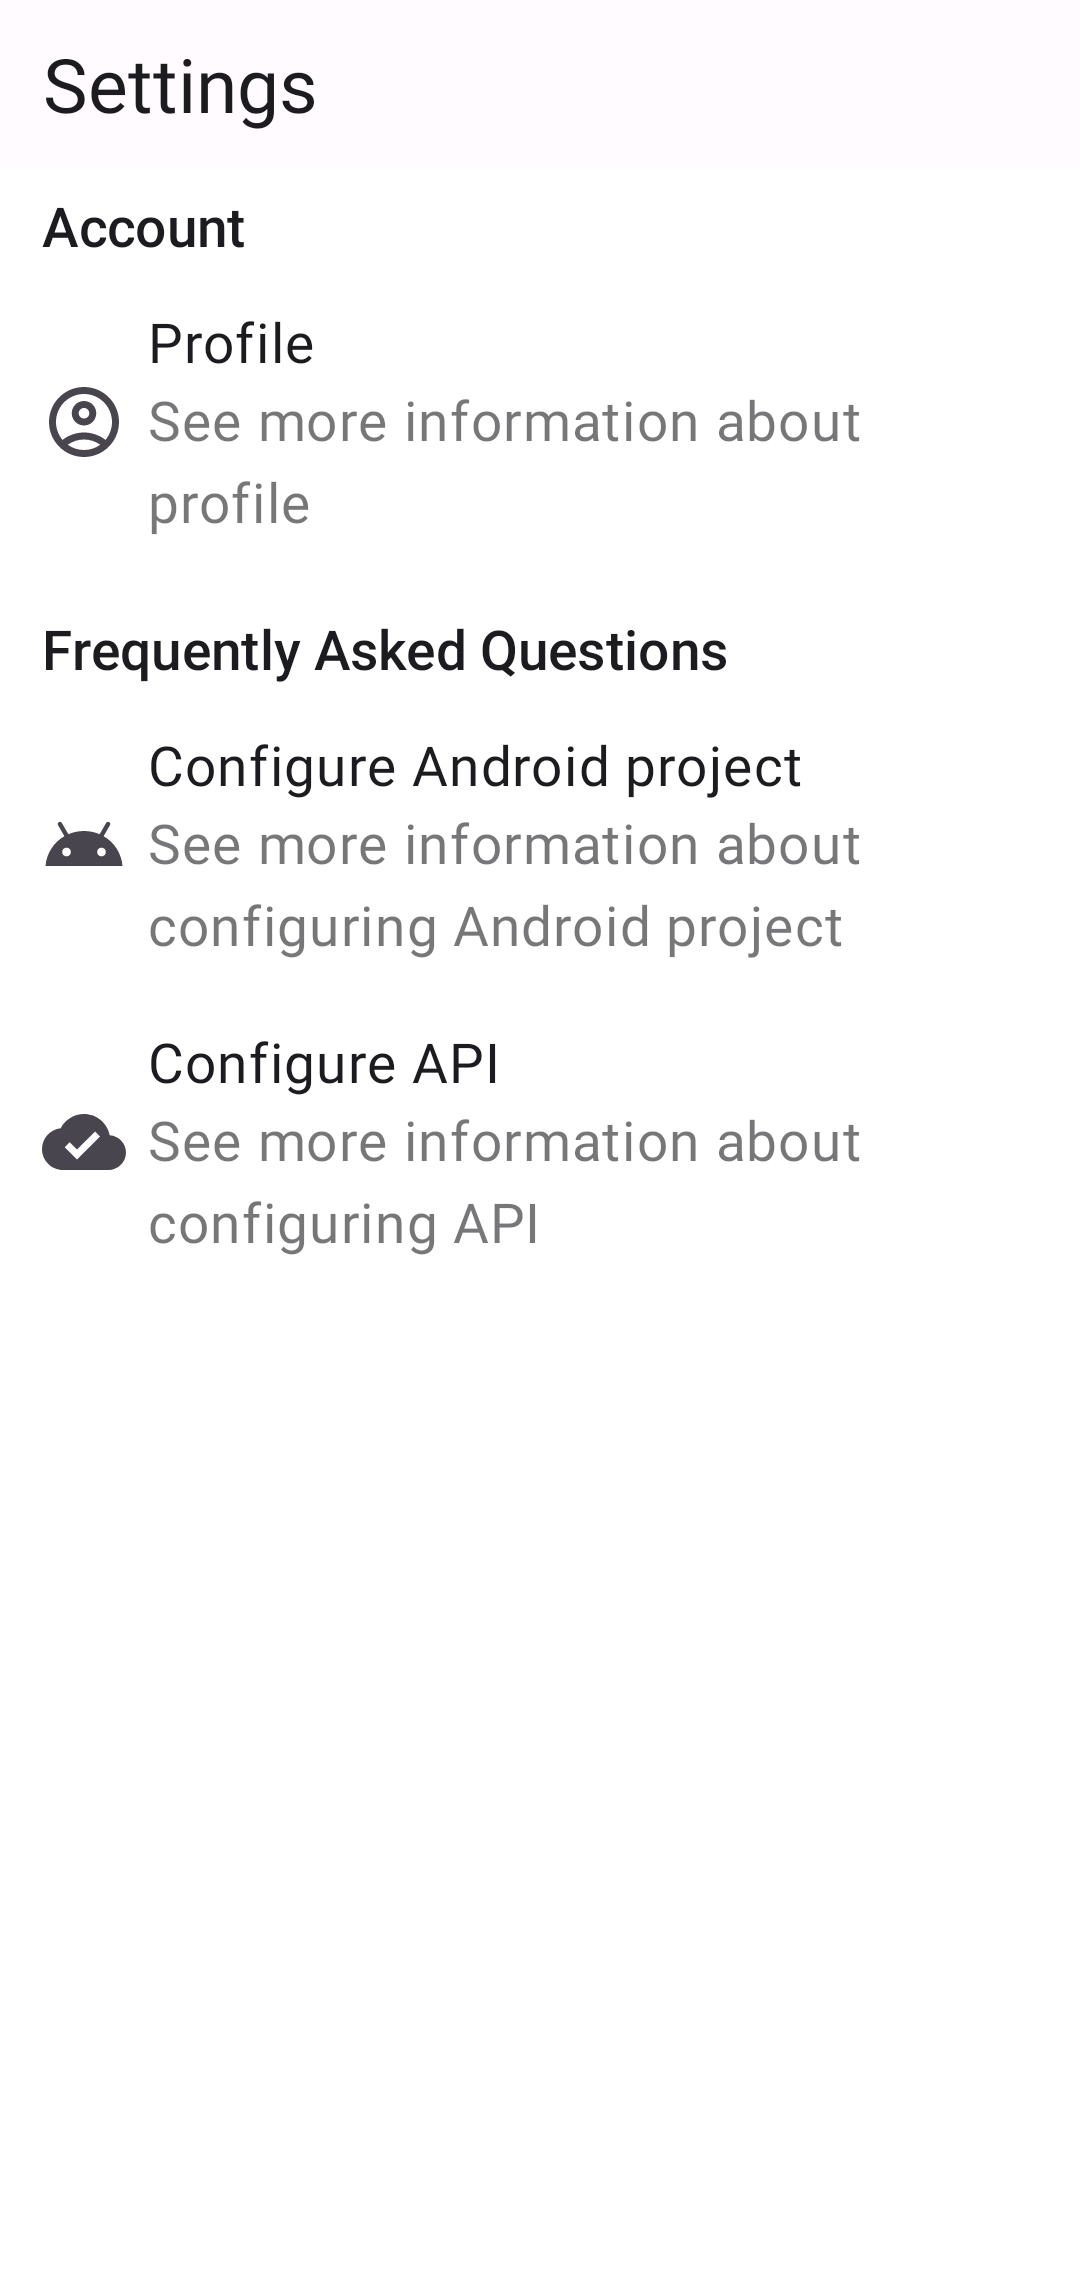 Settings
Account
Profile
See more information about
profile
Frequently Asked Questions
Configure Android project
See more information about
configuring Android project
Configure API
See more information about
configuring API